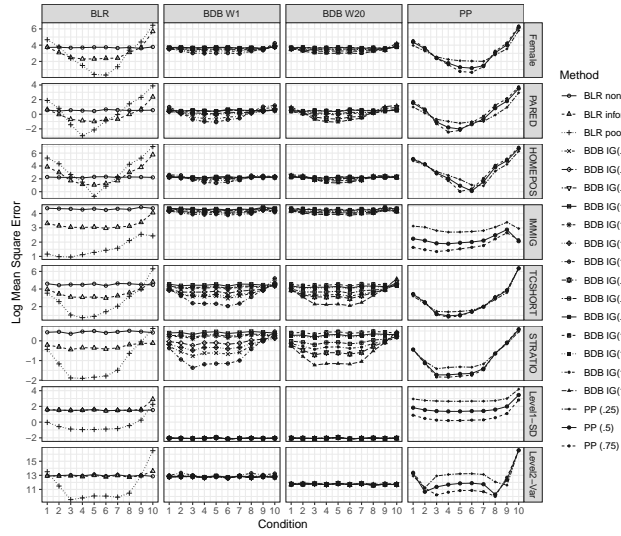 BLR
BDB W1
BDB W20
PP
Female
6
4
2
0
PARED
4
2
0
−2
HOMEPOS
6
4
2
0
IMMIG
4
3
2
1
TCSHORT
6
4
2
STRATIO
0
−1
−2
Level1−SD
4
2
0
−2
Level2−Var
15
13
11
1 2 3 4 5 6 7 8 9 10
1 2 3 4 5 6 7 8 9 10
1 2 3 4 5 6 7 8 9 10
1 2 3 4 5 6 7 8 9 10
Condition
Log Mean Square Error
Method
BLR non
BLR info
BLR poo
BDB IG(.
BDB IG(.
BDB IG(.
BDB IG(
BDB IG(
BDB IG(
BDB IG(.
BDB IG(.
BDB IG(.
BDB IG(
BDB IG(
BDB IG(
PP (.25)
PP (.5)
PP (.75)